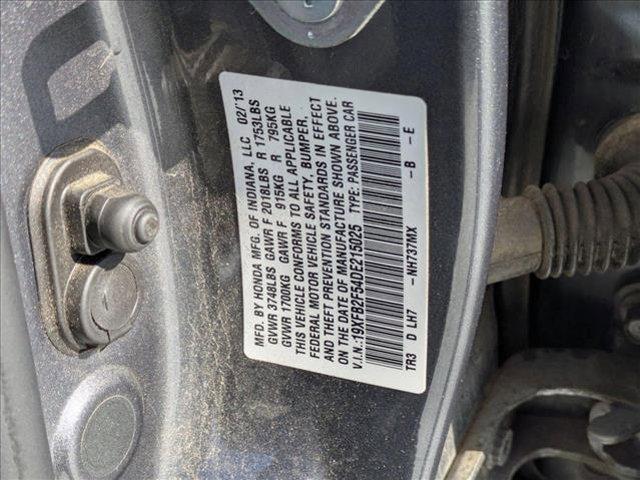 MFD. BY HONDA MFG. OF INDIANA, LLC 02/'13
GVWR 3748LBS GAWR F 2018LBS R 1753LBS
GVWR 1700KG GAWR F 915KG R 795KG
THIS VEHICLE CONFORMS TO ALL APPLICABLE
FEDERAL MOTOR VEHICLE SAFETY, BUMPER,
AND THEFT PREVENTION STANDARDS IN EFFECT
ON THE DATE OF MANUFACTURE SHOWN ABOVE.
V.I.N.:19XFB2F54DE215025 TYPE: PASSENGER CAR
TR3 D LH7 -NH737MX -B -E